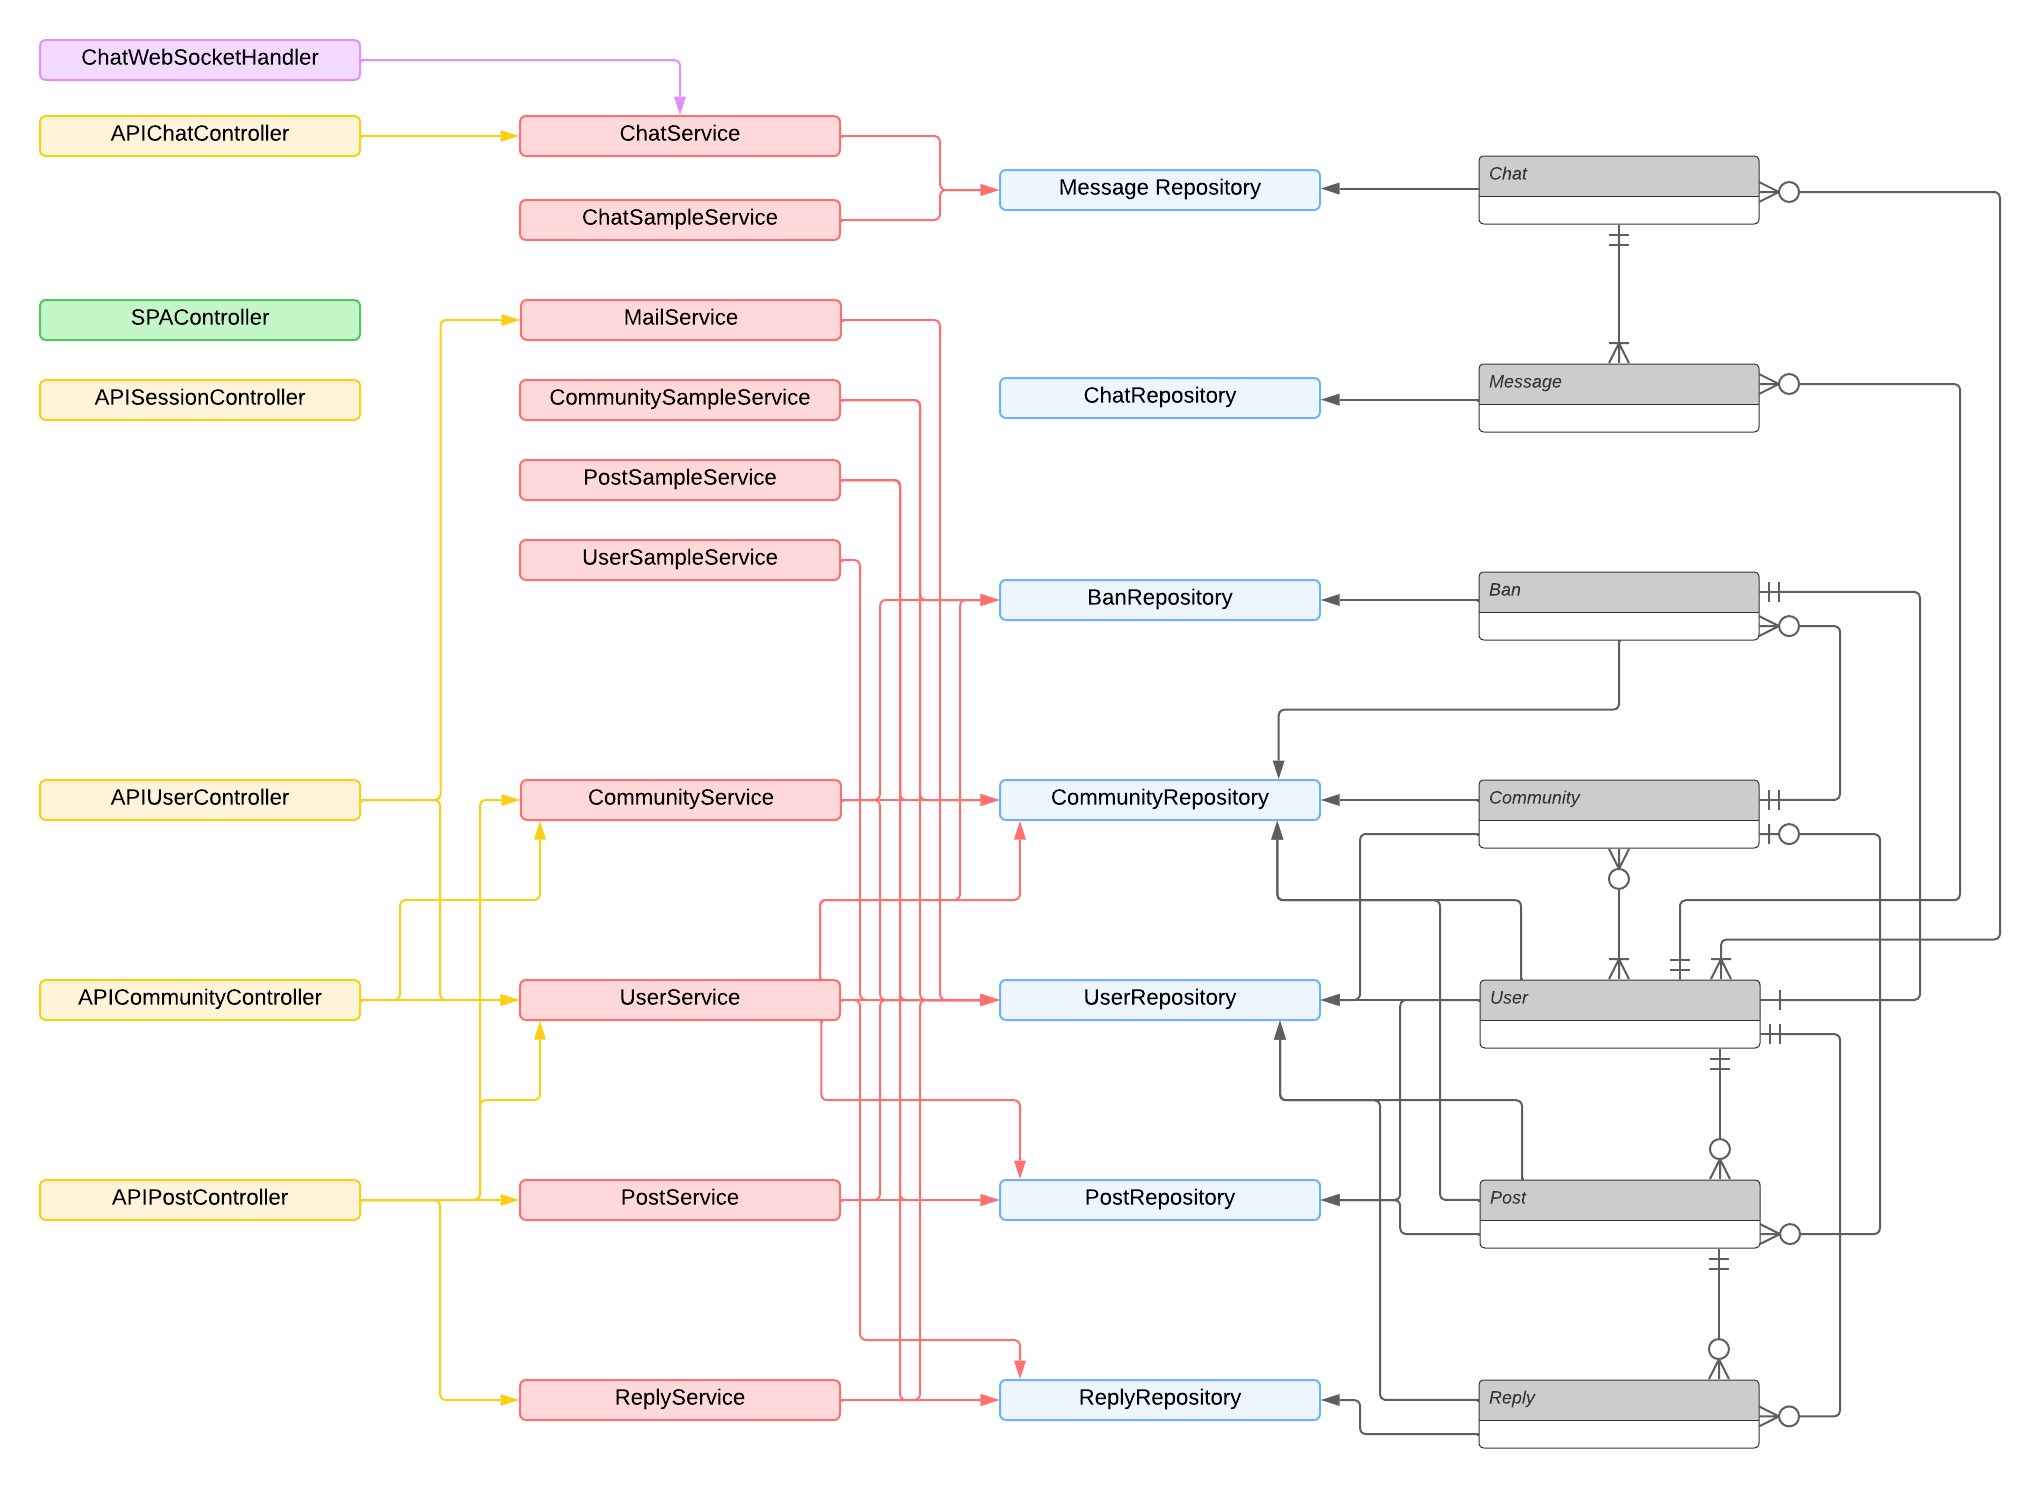 ChatWebSocketHandler
APIChatController
ChatService
Message Repository
Chat
ChatSampleService
SPAController
MailService
APISessionController
CommunitySampleService
ChatRepository
Message
PostSampleService
UserSampleService
BanRepository
Ban
APIUserController
CommunityService
CommunityRepository
Community
APICommunityController
UserService
UserRepository
User
APIPostController
PostService
PostRepository
Post
ReplyService
ReplyRepository
Reply